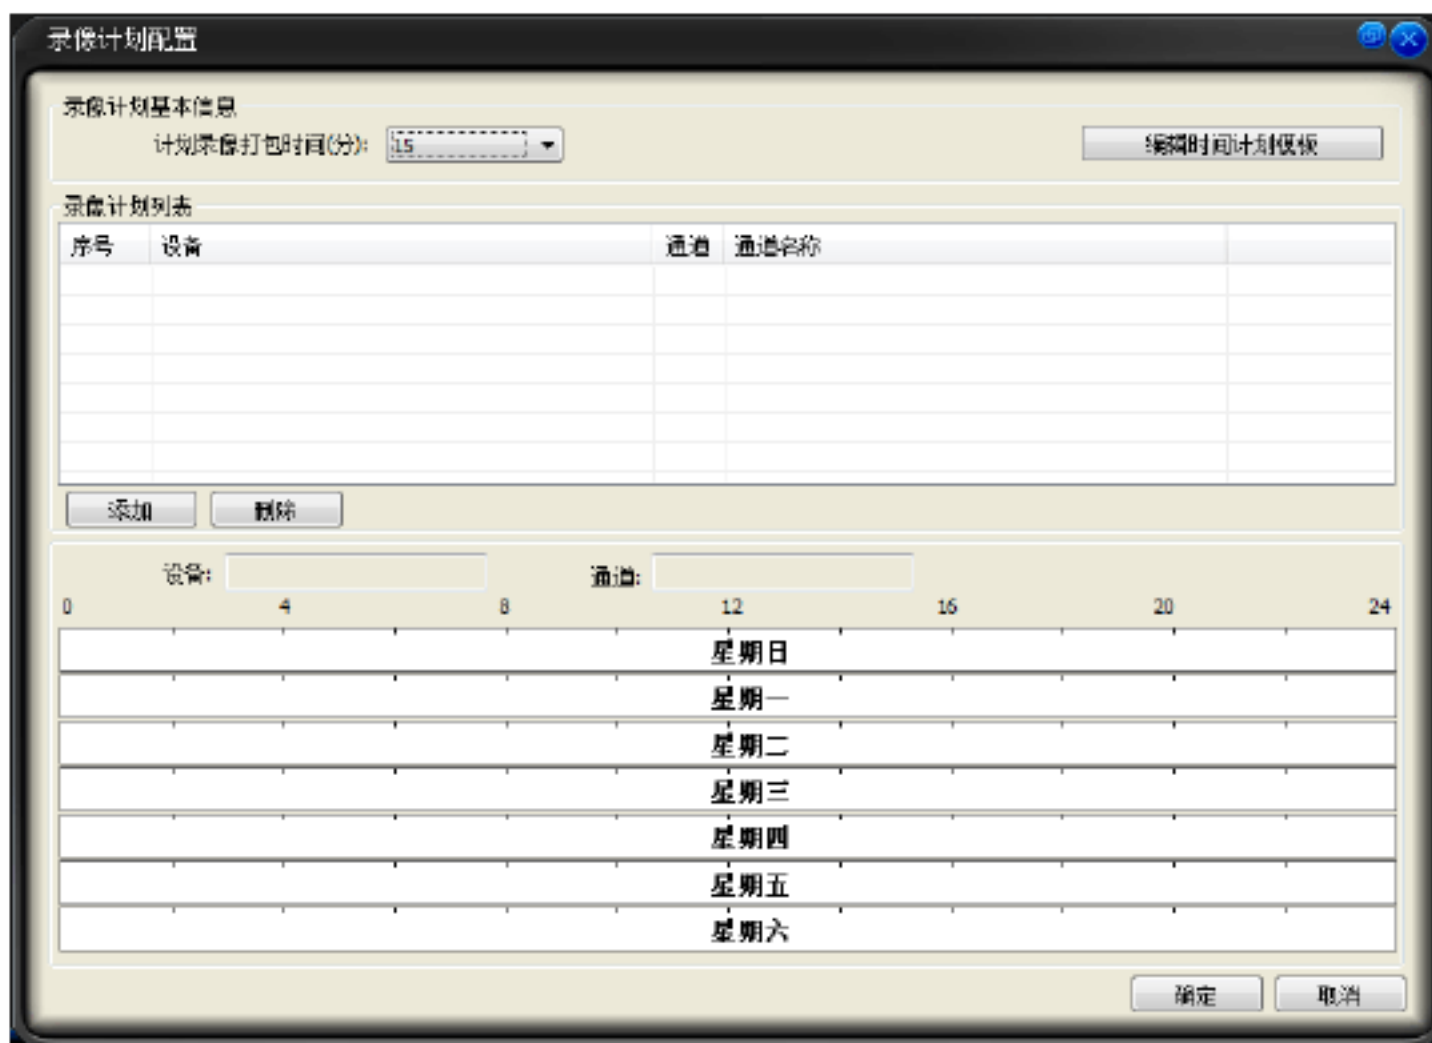 录像计划配置
录像计划基本信息
计划录像打包时间(分): 15 编辑时间计划模板
录像计划列表
序号 设备 通道 通道名称
添加 删除
设备: 通道:
0 4 8 12 16 20 24
星期日
星期一
星期二
星期三
星期四
星期五
星期六
确定 取消